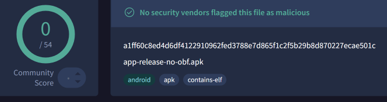 0
/ 54
Community
Score
-
No security vendors flagged this file as malicious
a1ff60c8ed4d6df4122910962fed3788e7d865f1c2f5b29b8d870227ecae501c
app-release-no-obf.apk
android apk contains-elf